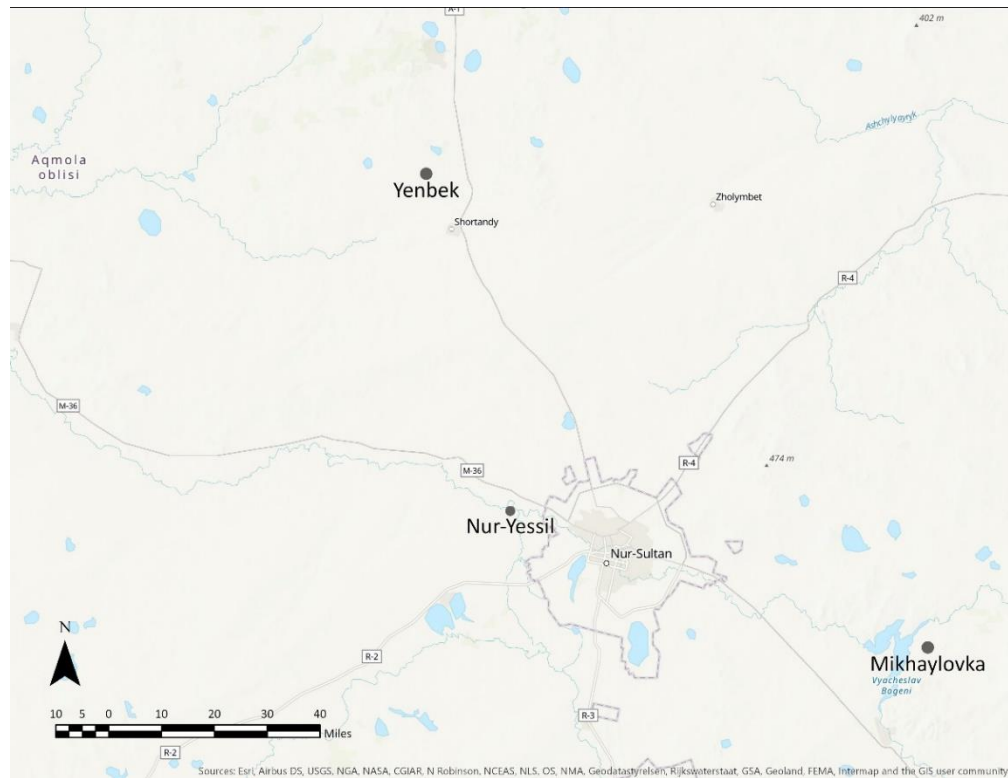 A-1
402 m
Ashchylyayryk
Aqmola
oblisi
Yenbek
Zholymbet
Shortandy
R-4
M-36
474 m
R-4
M-36
Nur-Yessil
Nur-Sultan
N
R-2
Mikhaylovka
Vyacheslav
Bogeni
10 5 0 10 20 30 40
Miles
R-3
R-2
Sources: Esri, Airbus DS, USGS, NGA, NASA, CGIAR, N Robinson, NCEAS, NLS, OS, NMA, Geodatastyrelsen, Rijkswaterstaat, GSA, Geoland, FEMA, Intermap and the GIS user commun